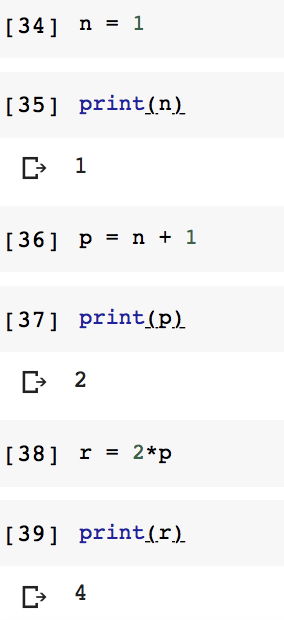 [34] n = 1
[35] print(n)
1
[36] p = n + 1
[37] print(p)
2
[38] r = 2*p
[39] print(r)
4